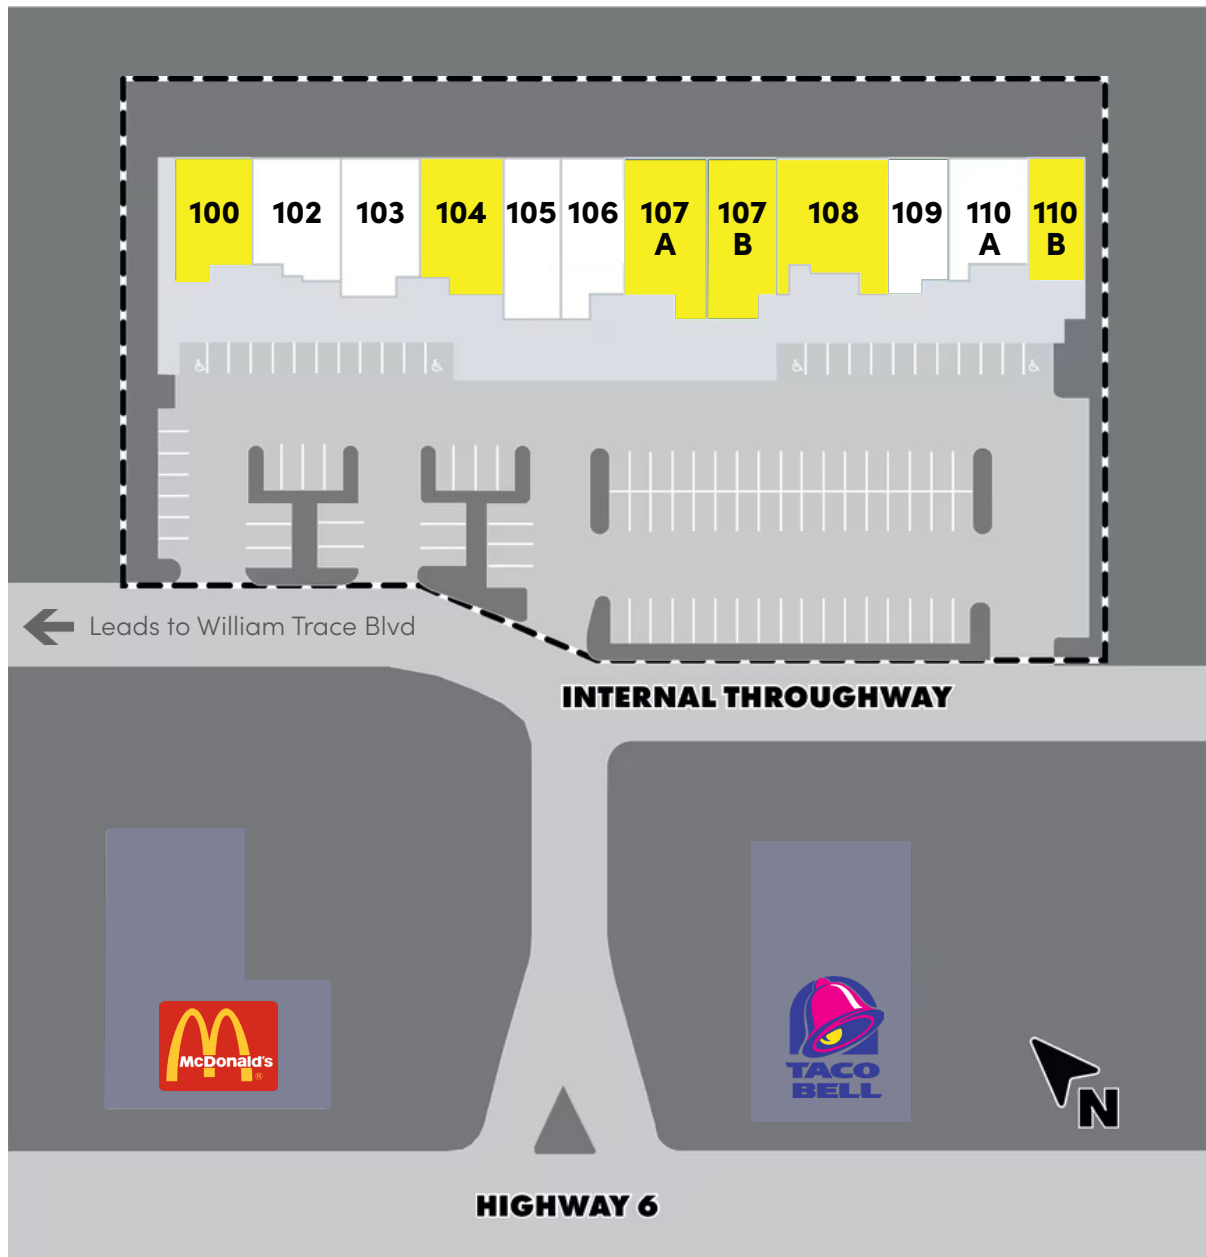 100 102 103 104 105 106 107 107 108 109 110 110
A B A B
Leads to William Trace Blvd
INTERNAL THROUGHWAY
McDonald's
®
TACO
BELL
N
HIGHWAY 6